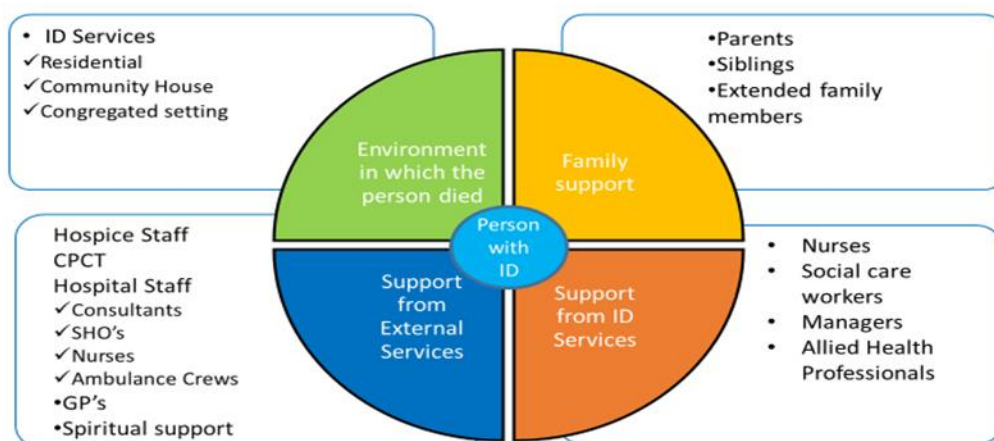 • ID Services
✓Residential
✓Community House
✓Congregated setting
•Parents
•Siblings
•Extended family
members
Environment
in which the
person died
Family
support
Person
with
ID
Support
from
External
Services
Support
from ID
Services
Hospice Staff
CPCT
Hospital Staff
✓Consultants
✓SHO's
✓Nurses
✓Ambulance Crews
•GP's
•Spiritual support
• Nurses
• Social care
workers
• Managers
• Allied Health
Professionals